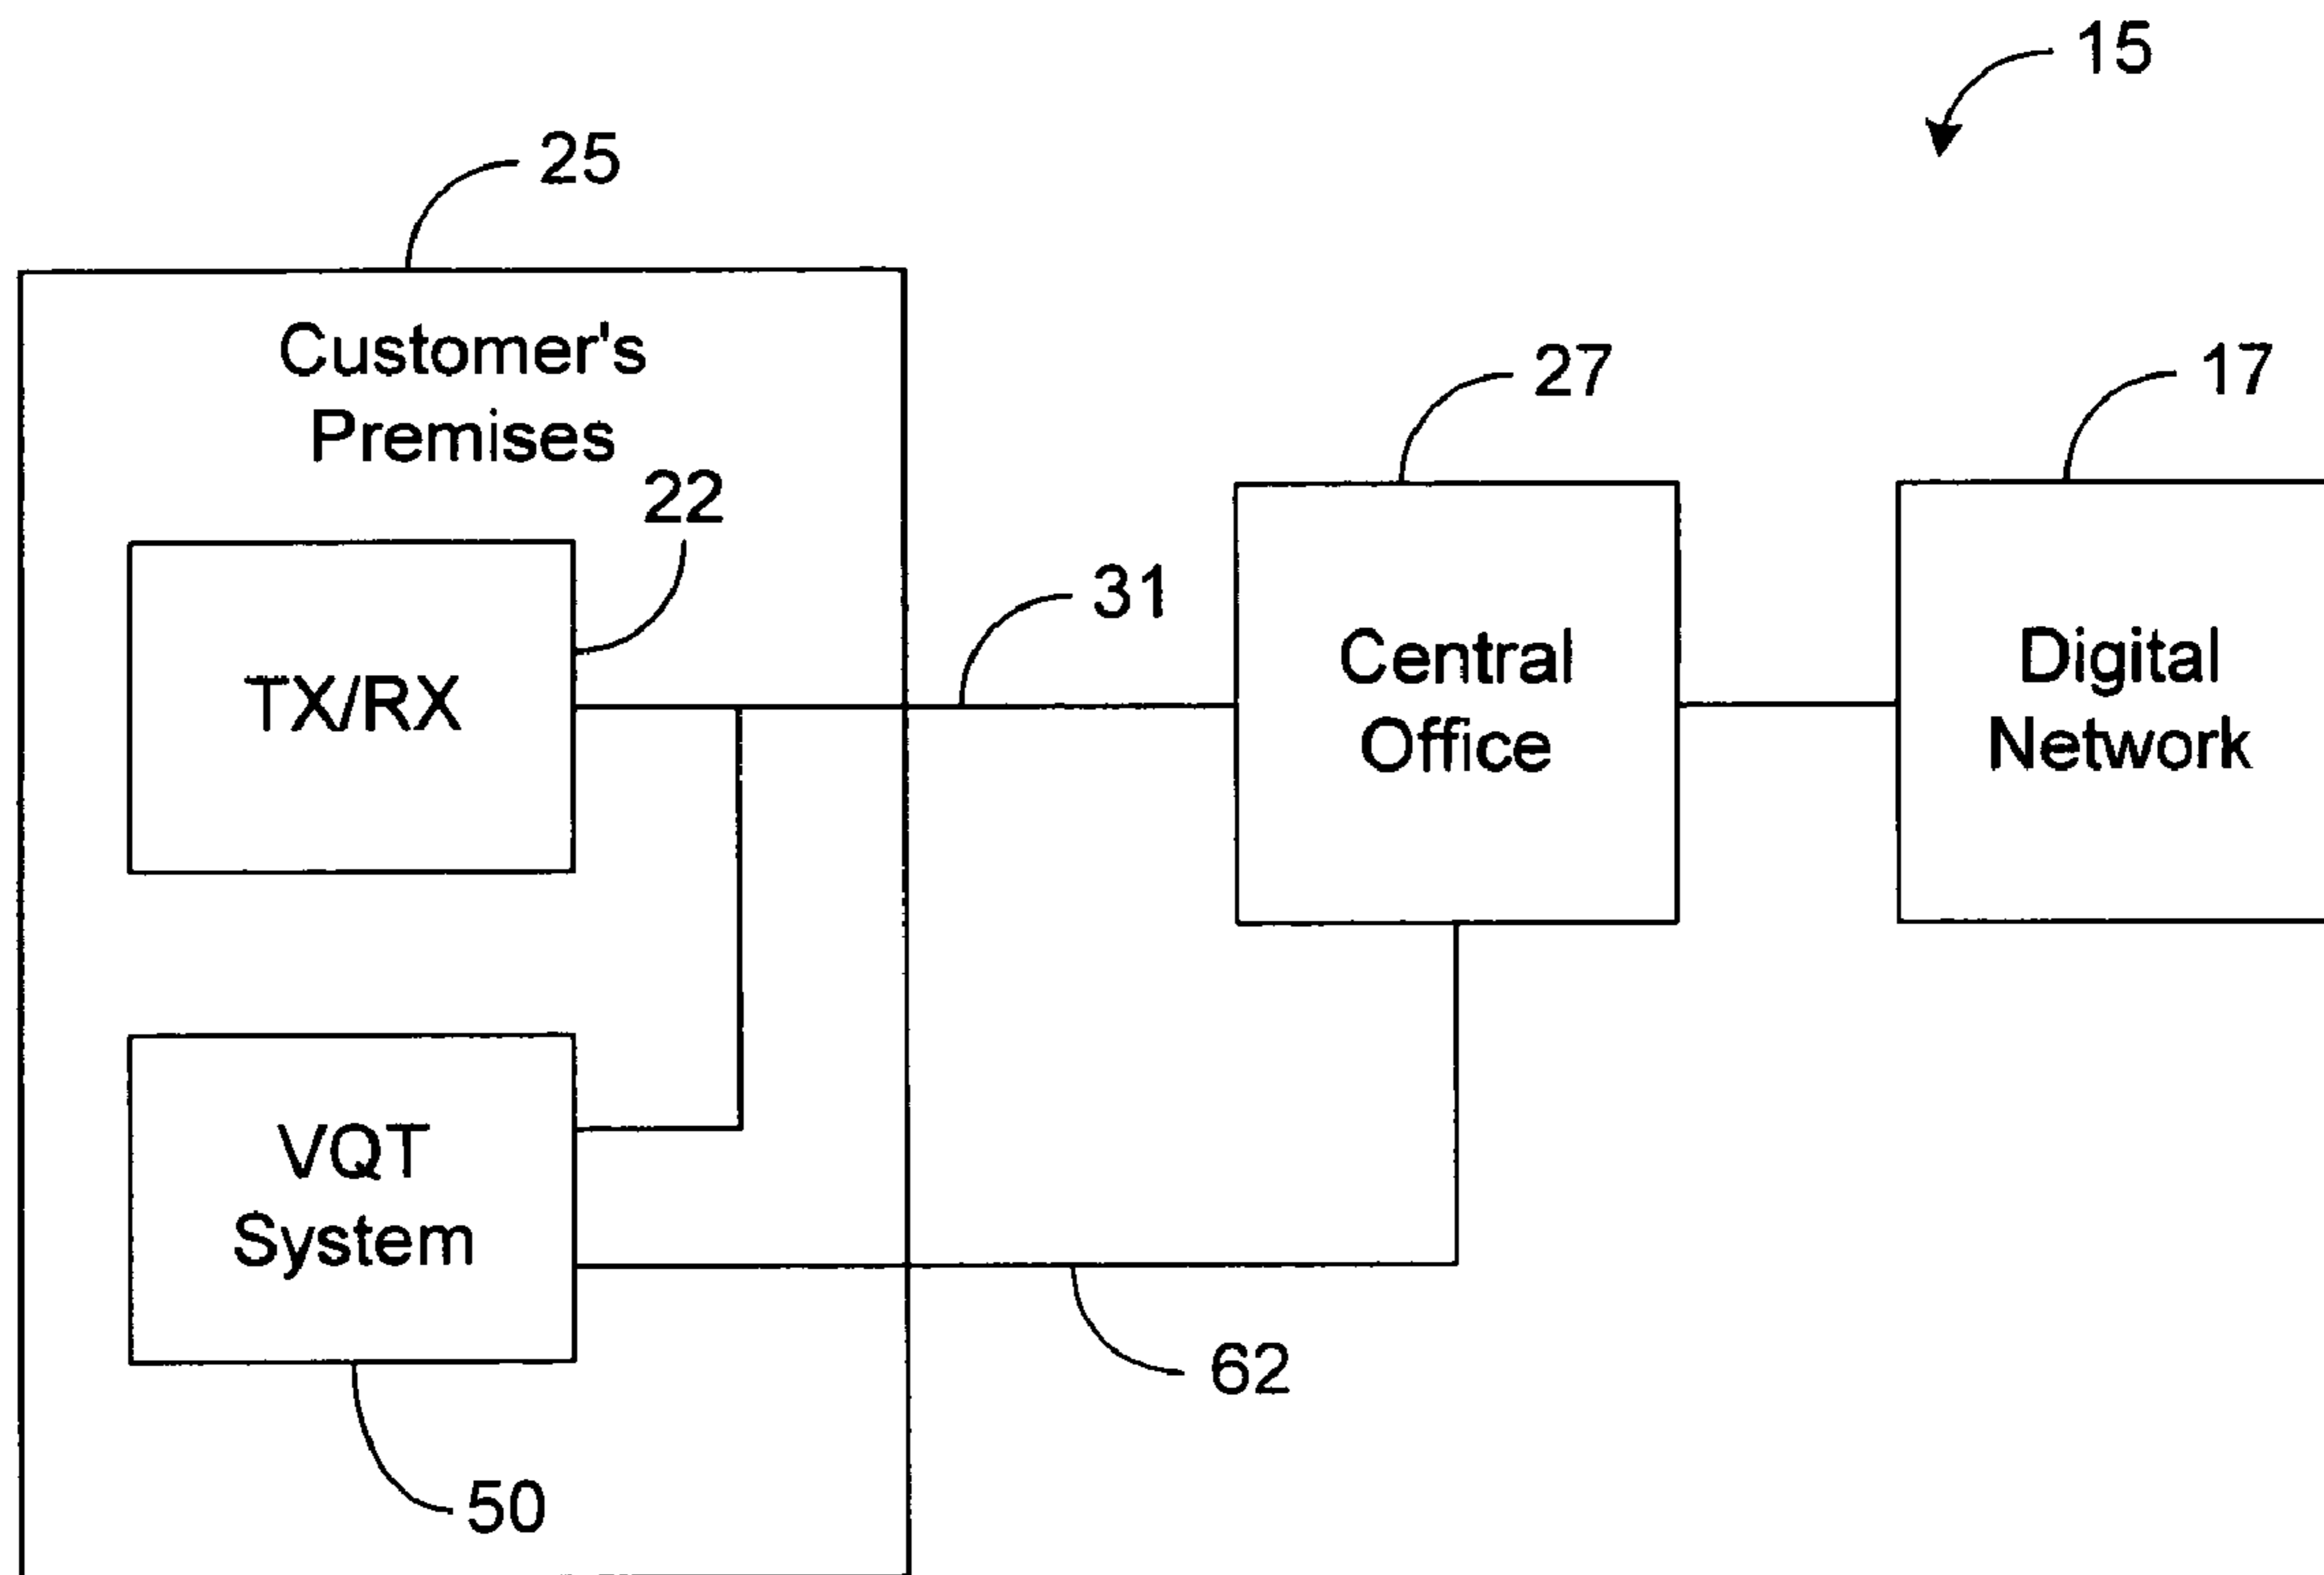 15
25
Customer's
Premises
22
27
17
31
TX/RX
Central
Office
Digital
Network
VQT
System
62
50